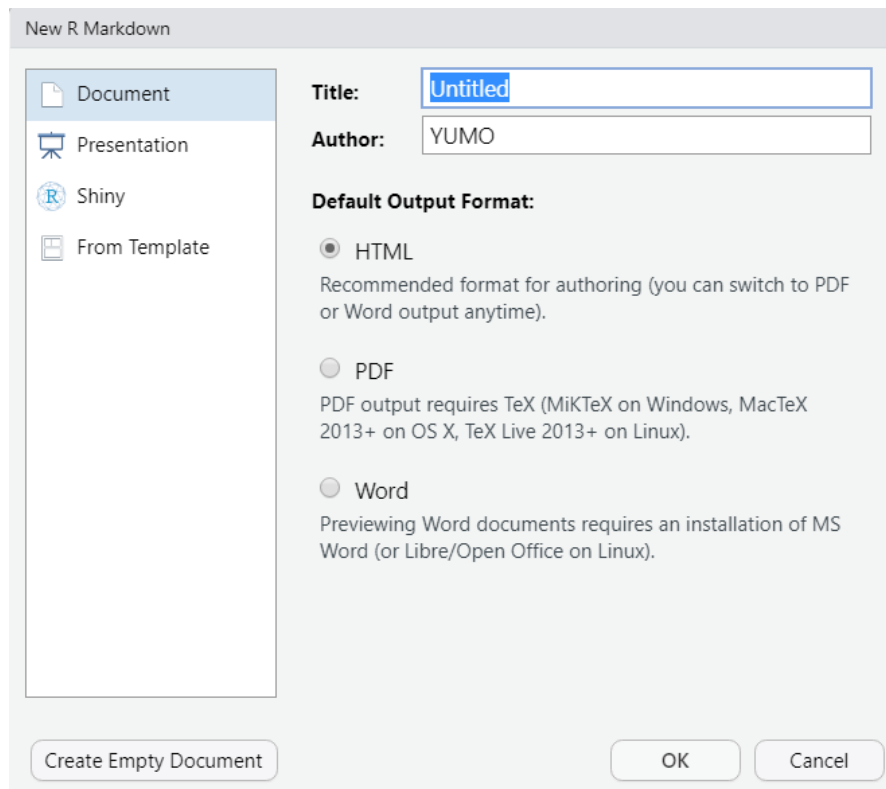 New R Markdown
Document
Presentation
Shiny
From Template
Title:
Untitled
Author:
YUMO
Default Output Format:
HTML
Recommended format for authoring (you can switch to PDF
or Word output anytime).
PDF
PDF output requires TeX (MiKTeX on Windows, MacTeX
2013+ on OS X, TeX Live 2013+ on Linux).
Word
Previewing Word documents requires an installation of MS
Word (or Libre/Open Office on Linux).
Create Empty Document
OK
Cancel